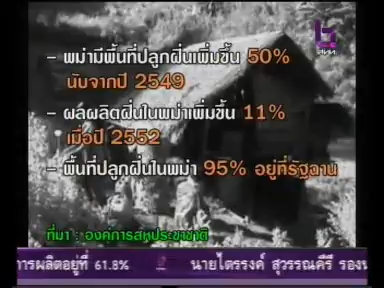 - พม่ามีพื้นที่ปลูกฝิ่นเพิ่มขึ้น 50%
นับจากปี 2549
- ผลผลิตฝิ่นในพม่าเพิ่มขึ้น 11%
เมื่อปี 2552
- พื้นที่ปลูกฝิ่นในพม่า 95% อยู่ที่รัฐฉาน
ที่มา : องค์การสหประชาชาติ
การผลิตอยู่ที่ 61.8% นายไตรรงค์ สุวรรณคีรี รองน